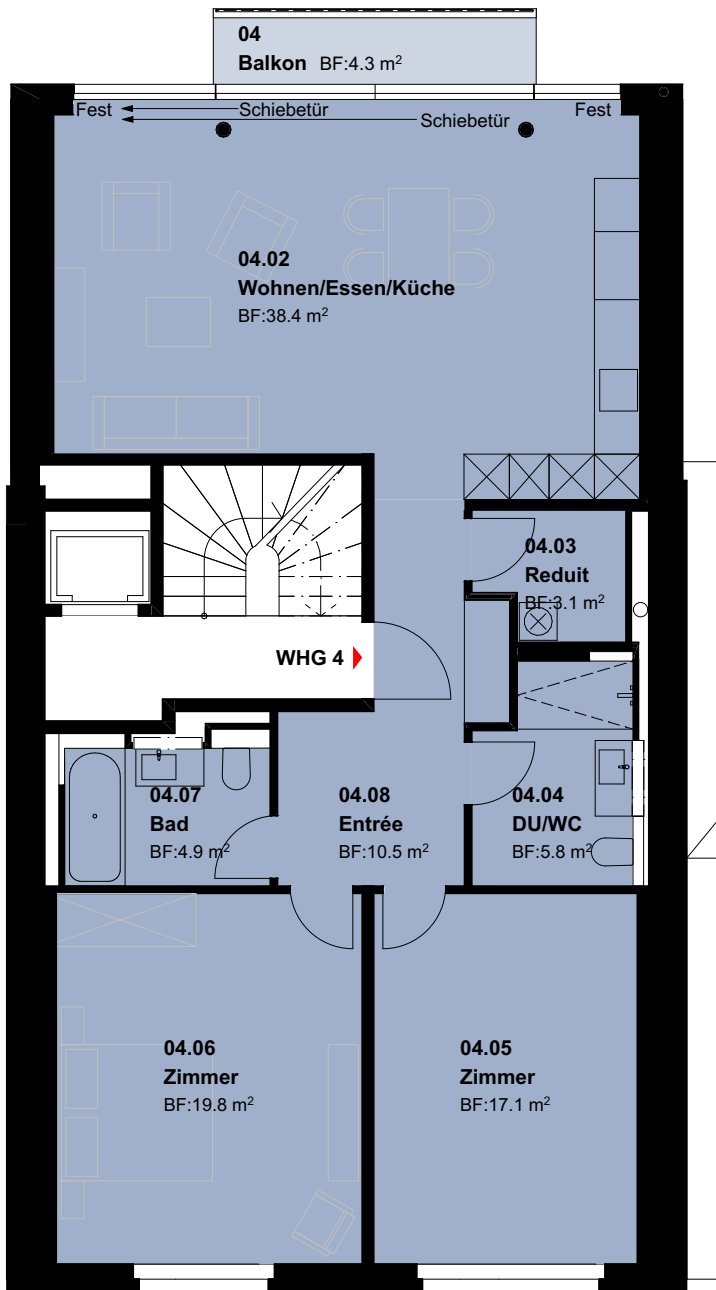 04
Balkon BF:4.3 m²
Fest Schiebetür Schiebetür Fest
04.02
Wohnen/Essen/Küche
BF:38.4 m²
04.03
Reduit
BF:3.1 m²
WHG 4
04.07
Bad
BF:4.9 m²
04.08
Entrée
BF:10.5 m²
04.04
DU/WC
BF:5.8 m²
04.06
Zimmer
BF:19.8 m²
04.05
Zimmer
BF:17.1 m²